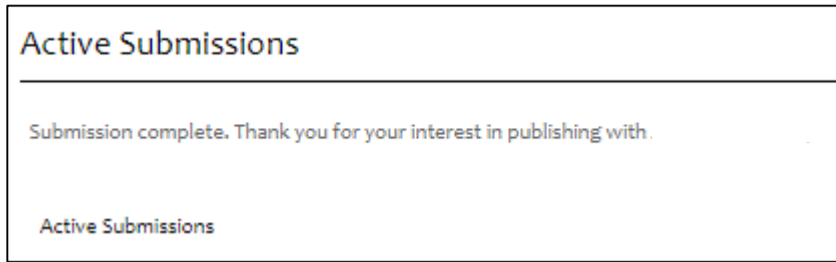 Active Submissions
Submission complete. Thank you for your interest in publishing with
Active Submissions